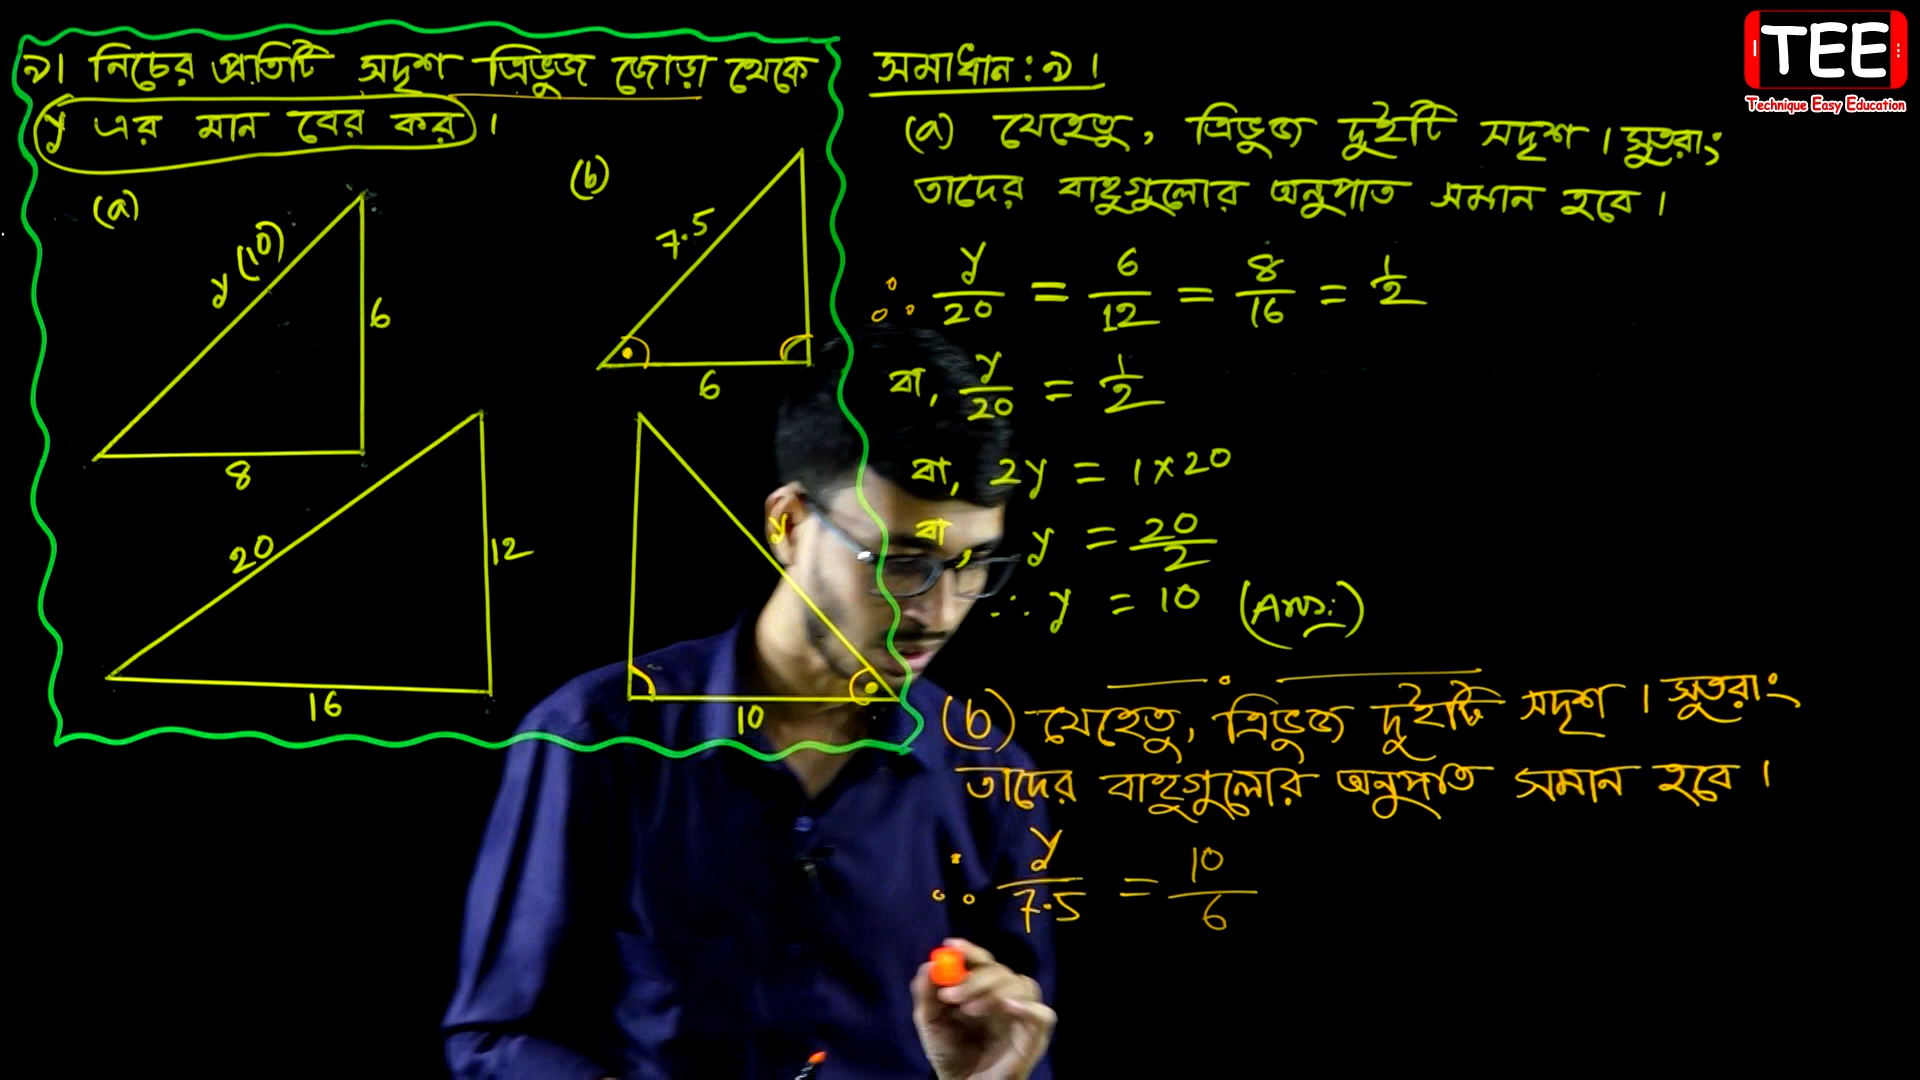 ৯। নিচের প্রতিটি সদৃশ ত্রিভুজ জোড়া থেকে
y এর মান বের কর।
(a)
y (10)
6
8
20
12
16
(b)
7.5
6
y
10
সমাধান: ৯।
(a) যেহেতু, ত্রিভুজ দুইটি সদৃশ। সুতরাং
তাদের বাহুগুলোর অনুপাত সমান হবে।
∴ y/20 = 6/12 = 8/16 = 1/2
বা, y/20 = 1/2
বা, 2y = 1×20
বা, y = 20/2
∴ y = 10 (Ans:)
(b) যেহেতু, ত্রিভুজ দুইটি সদৃশ। সুতরাং
তাদের বাহুগুলোর অনুপাত সমান হবে।
∴ y/7.5 = 10/6
TEE
Technique Easy Education